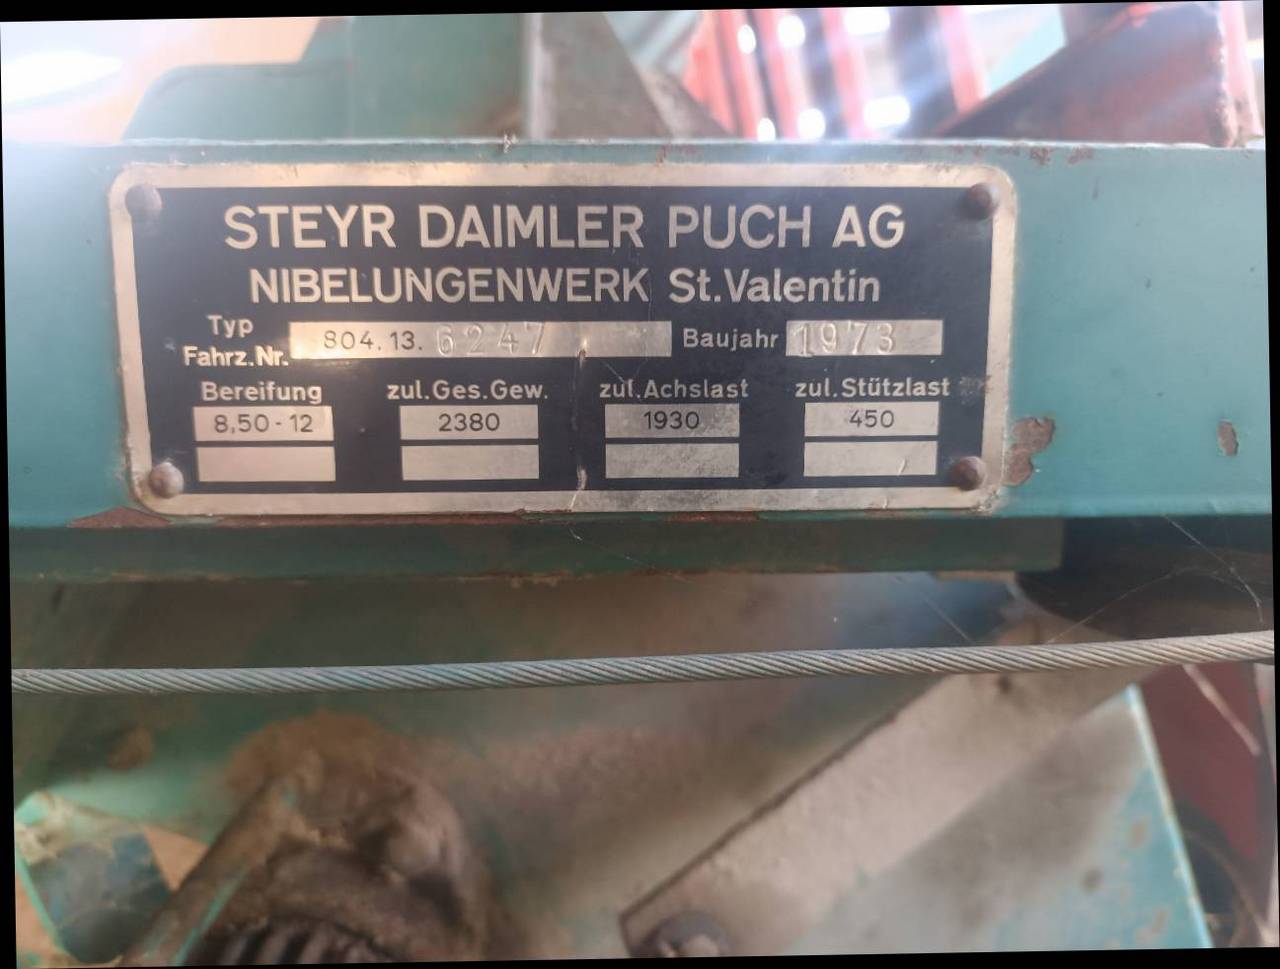 STEYR DAIMLER PUCH AG
NIBELUNGENWERK St. Valentin
Typ
Fahrz.Nr. 804.13. 6247 Baujahr 1973
Bereifung zul.Ges.Gew. zul.Achslast zul.Stützlast
8,50-12 2380 1930 450